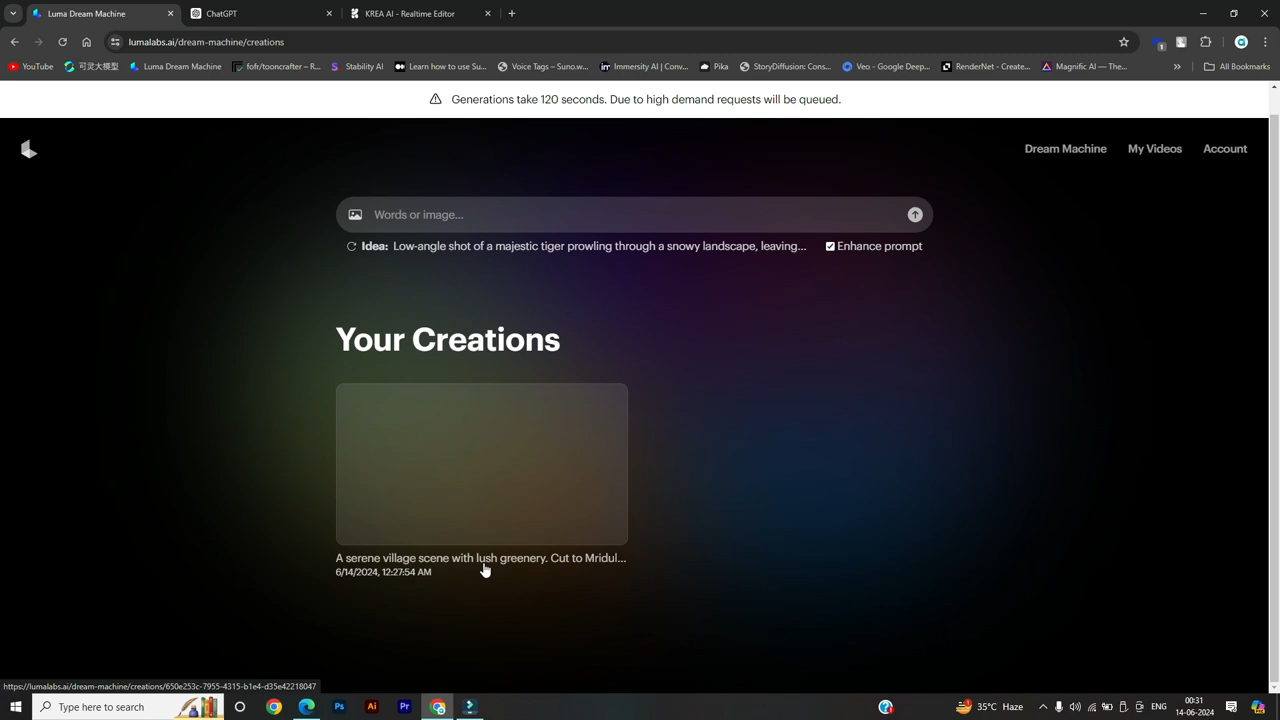 Luma Dream Machine
ChatGPT
KREA AI - Realtime Editor
lumalabs.ai/dream-machine/creations
1
YouTube
可灵大模型
Luma Dream Machine
fofr/tooncrafter – R...
Stability AI
Learn how to use Su...
Voice Tags – Suno.w...
Immersity AI | Conv...
Pika
StoryDiffusion: Cons...
Veo - Google Deep...
RenderNet - Create...
Magnific AI — The...
All Bookmarks
Generations take 120 seconds. Due to high demand requests will be queued.
Dream Machine
My Videos
Account
Words or image...
Idea: Low-angle shot of a majestic tiger prowling through a snowy landscape, leaving...
Enhance prompt
Your Creations
A serene village scene with lush greenery. Cut to Mridul...
6/14/2024, 12:27:54 AM
https://lumalabs.ai/dream-machine/creations/650e253c-7955-4315-b1e4-d35e42218047
Type here to search
Ps
Ai
Pr
35°C Haze
ENG
00:31
14-06-2024